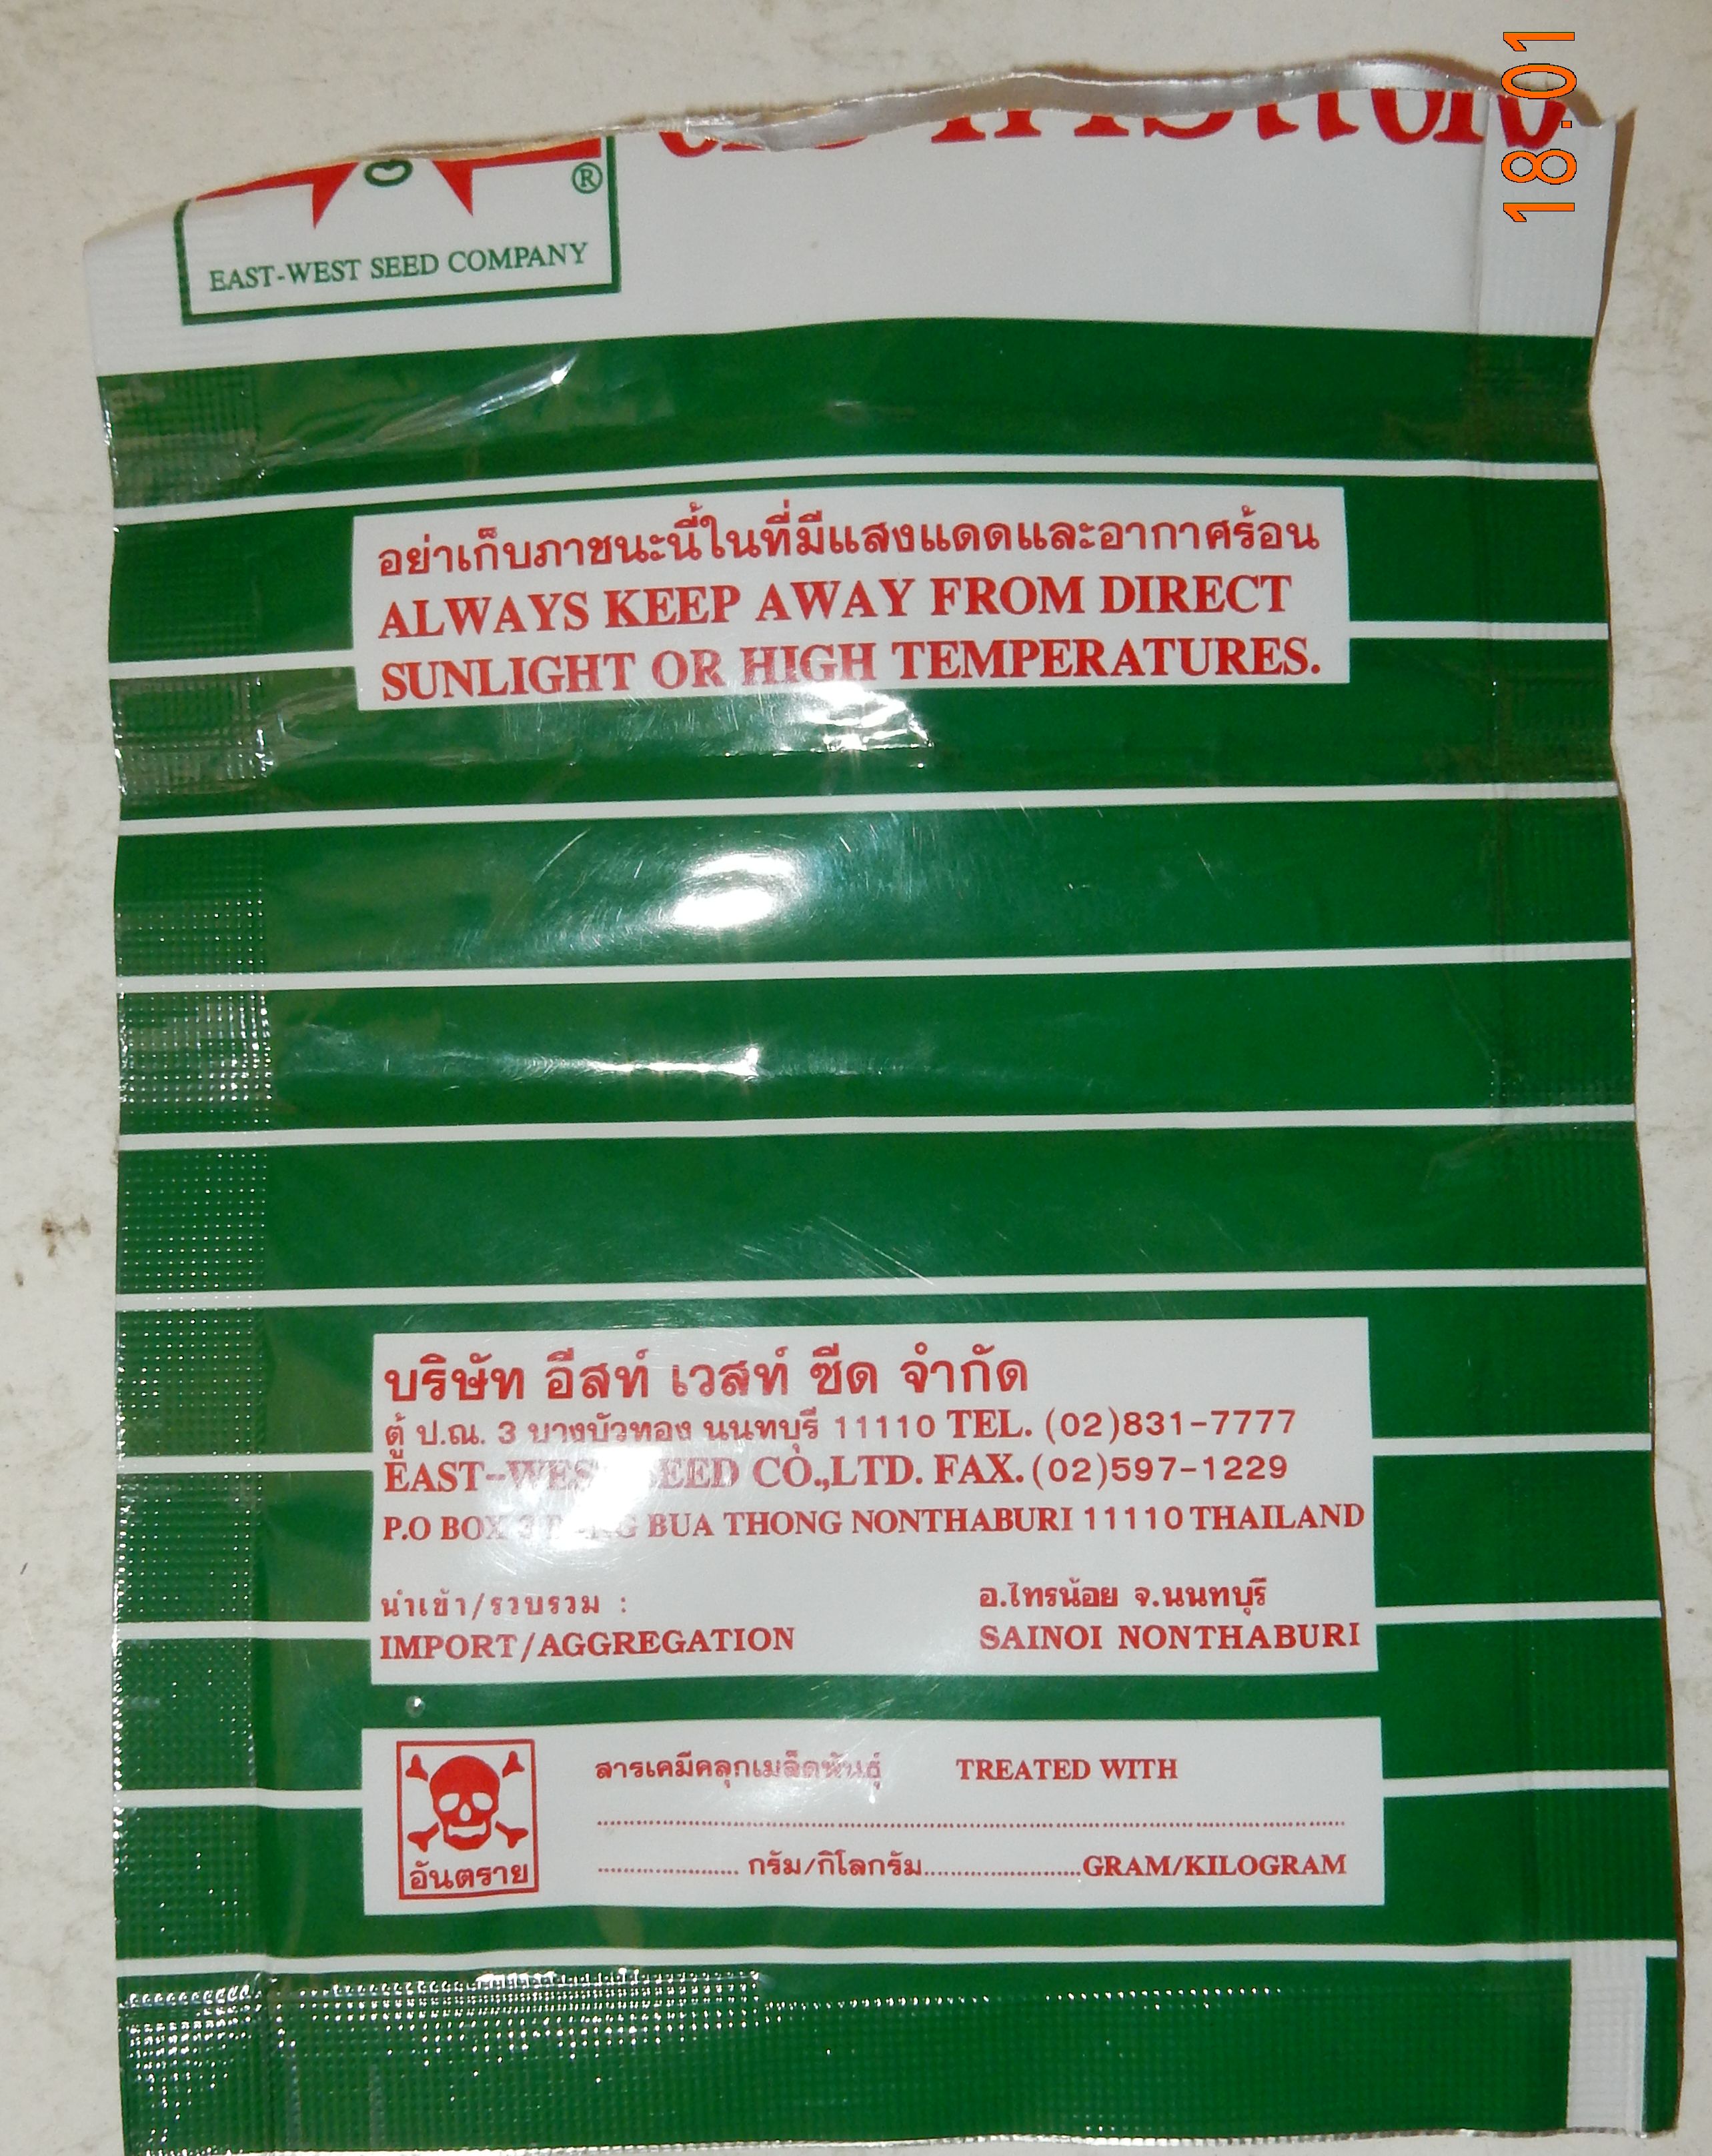 18.01
®
EAST-WEST SEED COMPANY
อย่าเก็บภาชนะนี้ในที่มีแสงแดดและอากาศร้อน
ALWAYS KEEP AWAY FROM DIRECT
SUNLIGHT OR HIGH TEMPERATURES.
บริษัท อีสท์ เวสท์ ซีด จำกัด
ตู้ ป.ณ. 3 บางบัวทอง นนทบุรี 11110 TEL. (02)831-7777
EAST-WEST SEED CO.,LTD. FAX. (02)597-1229
P.O BOX 3 BANG BUA THONG NONTHABURI 11110 THAILAND
นำเข้า/รวบรวม : อ.ไทรน้อย จ.นนทบุรี
IMPORT/AGGREGATION SAINOI NONTHABURI
สารเคมีคลุกเมล็ดพันธุ์ TREATED WITH
.................... กรัม/กิโลกรัม......................GRAM/KILOGRAM
อันตราย